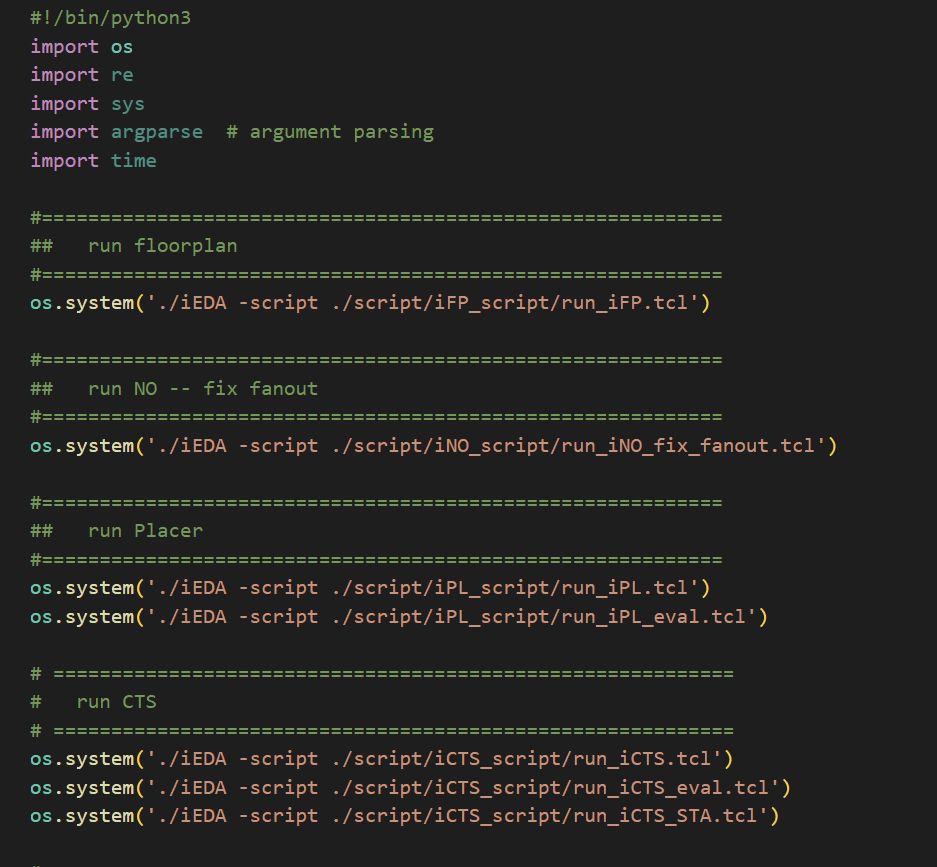 #!/bin/python3
import os
import re
import sys
import argparse  # argument parsing
import time
#===========================================================
##   run floorplan
#===========================================================
os.system('./iEDA -script ./script/iFP_script/run_iFP.tcl')
#===========================================================
##   run NO -- fix fanout
#===========================================================
os.system('./iEDA -script ./script/iNO_script/run_iNO_fix_fanout.tcl')
#===========================================================
##   run Placer
#===========================================================
os.system('./iEDA -script ./script/iPL_script/run_iPL.tcl')
os.system('./iEDA -script ./script/iPL_script/run_iPL_eval.tcl')
# ===========================================================
#   run CTS
# ===========================================================
os.system('./iEDA -script ./script/iCTS_script/run_iCTS.tcl')
os.system('./iEDA -script ./script/iCTS_script/run_iCTS_eval.tcl')
os.system('./iEDA -script ./script/iCTS_script/run_iCTS_STA.tcl')